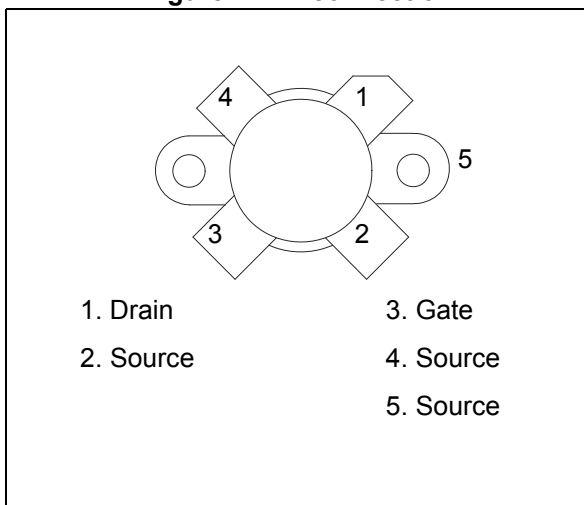 4 1
5
3 2
1. Drain 3. Gate
2. Source 4. Source
5. Source